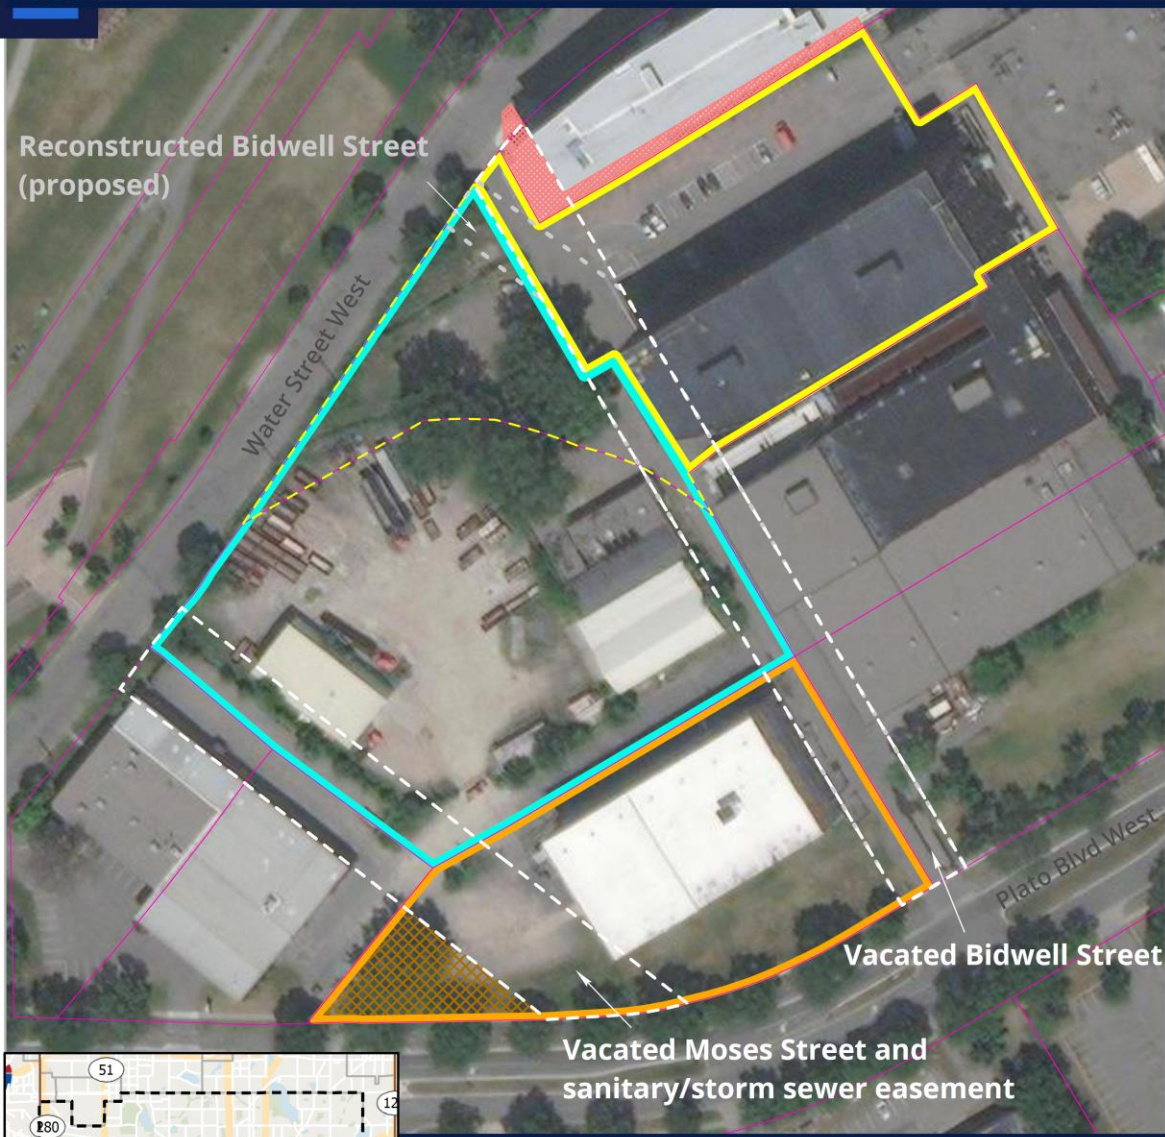 Reconstructed Bidwell Street
(proposed)
Water Street West
Plato Blvd West
Vacated Bidwell Street
Vacated Moses Street and
sanitary/storm sewer easement
51
12
280